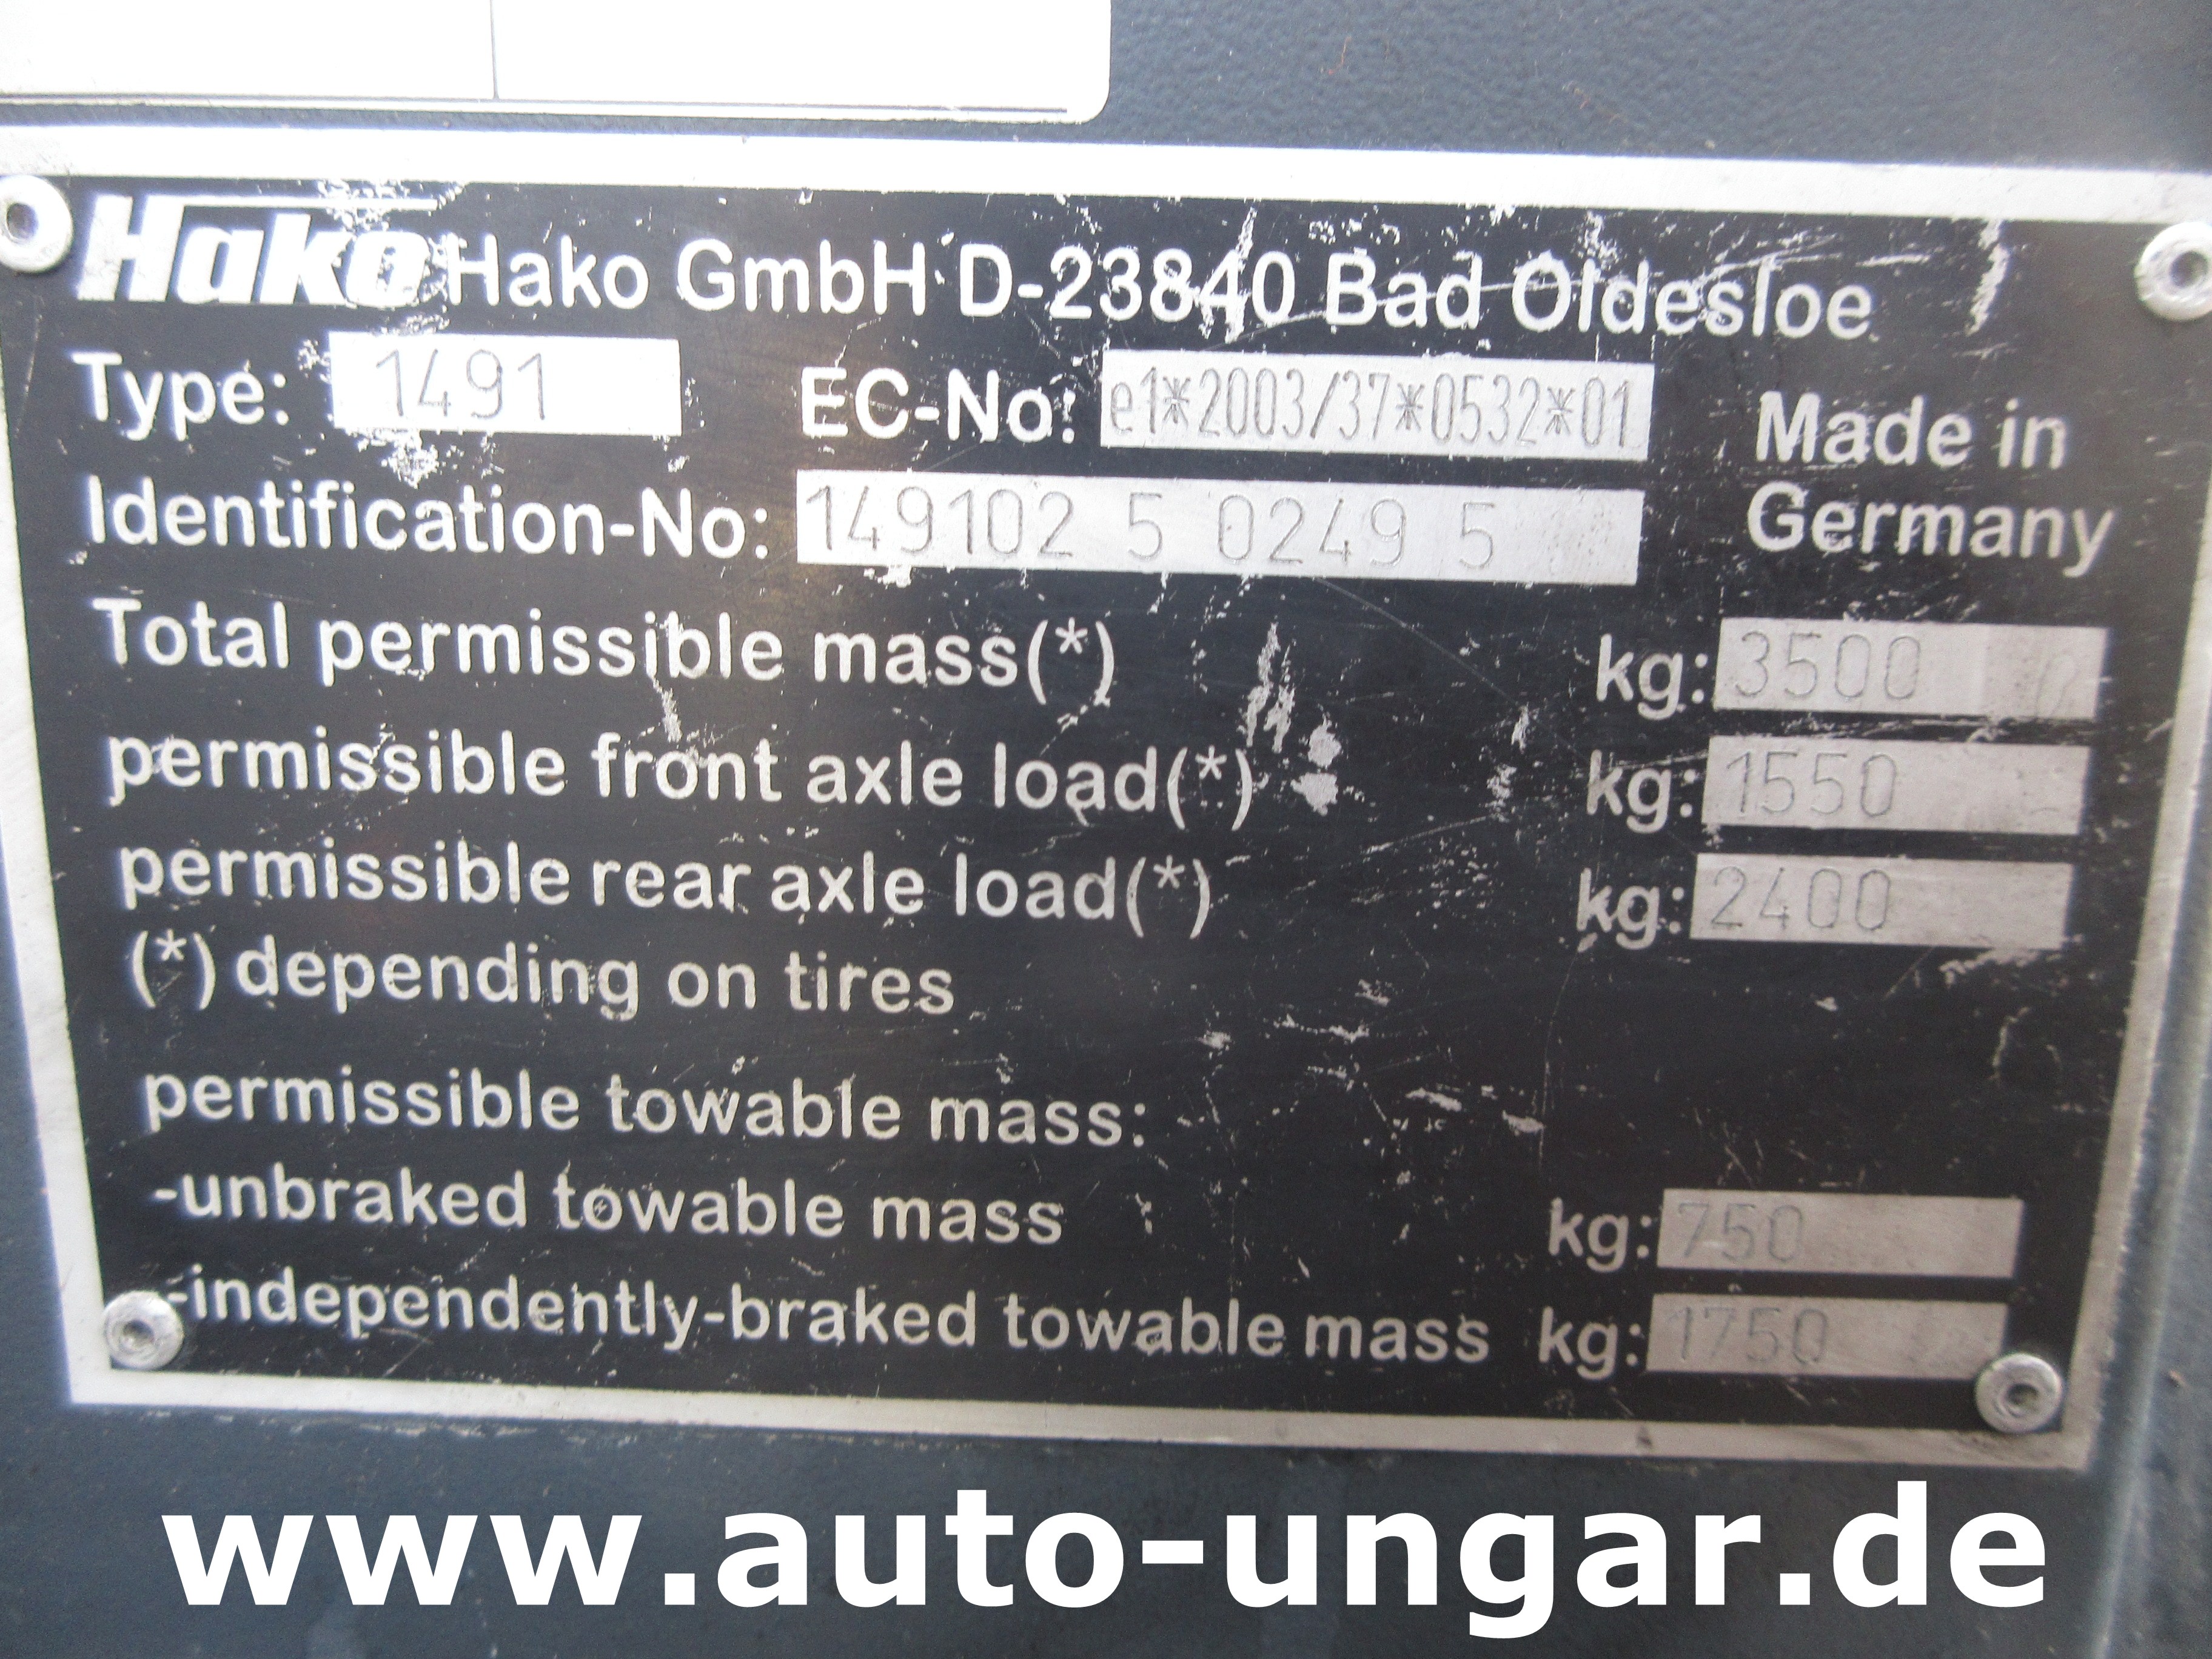 Hako Hako GmbH D-23840 Bad Oldesloe
Type: 1491 EC-No: e1*2003/37*0532*01 Made in
Identification-No: 149102 5 0249 5 Germany
Total permissible mass(*) kg: 3500
permissible front axle load(*) kg: 1550
permissible rear axle load(*) kg: 2400
(*) depending on tires
permissible towable mass:
-unbraked towable mass kg: 750
-independently-braked towable mass kg: 1750
www.auto-ungar.de